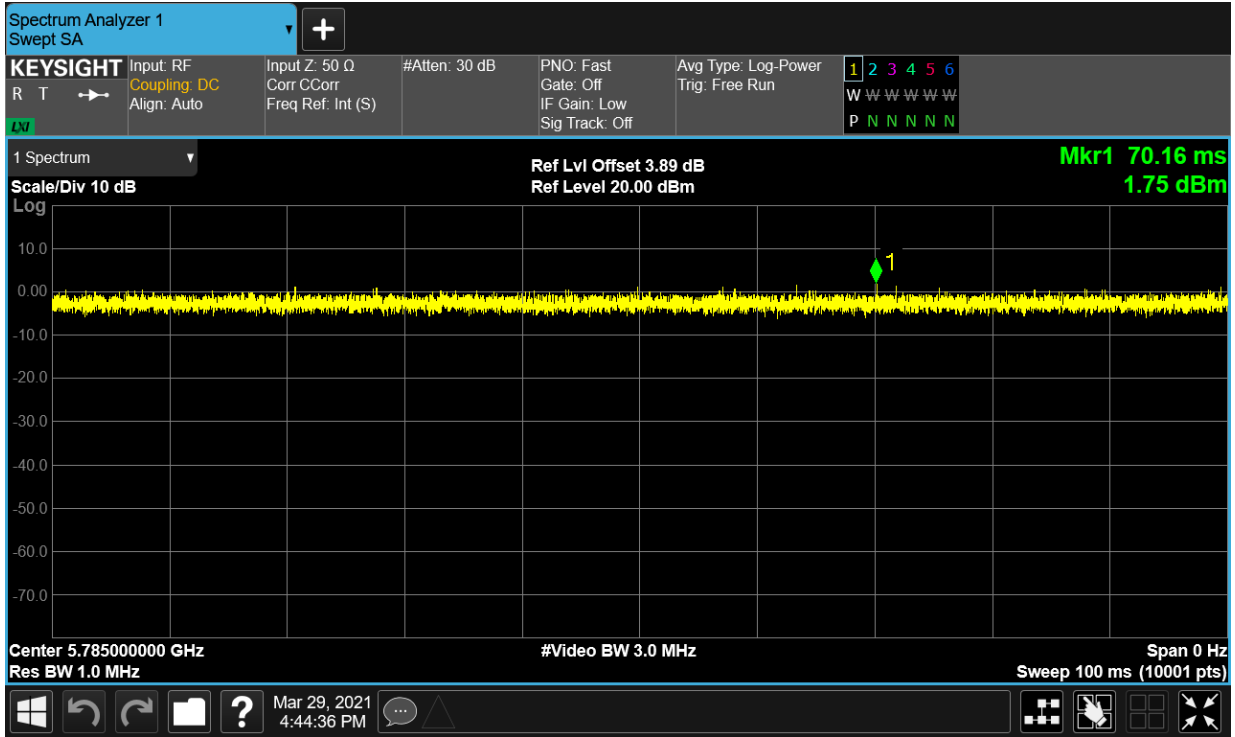 Spectrum Analyzer 1
Swept SA
▼
+
KEYSIGHT
R T
LXI
Input: RF
Coupling: DC
Align: Auto
Input Z: 50 Ω
Corr CCorr
Freq Ref: Int (S)
#Atten: 30 dB
PNO: Fast
Gate: Off
IF Gain: Low
Sig Track: Off
Avg Type: Log-Power
Trig: Free Run
1 2 3 4 5 6
W W W W W W
P N N N N N
1 Spectrum ▼
Scale/Div 10 dB
Log
Ref Lvl Offset 3.89 dB
Ref Level 20.00 dBm
Mkr1 70.16 ms
1.75 dBm
10.0
1
0.00
-10.0
-20.0
-30.0
-40.0
-50.0
-60.0
-70.0
Center 5.785000000 GHz
Res BW 1.0 MHz
#Video BW 3.0 MHz
Span 0 Hz
Sweep 100 ms (10001 pts)
?
Mar 29, 2021
4:44:36 PM